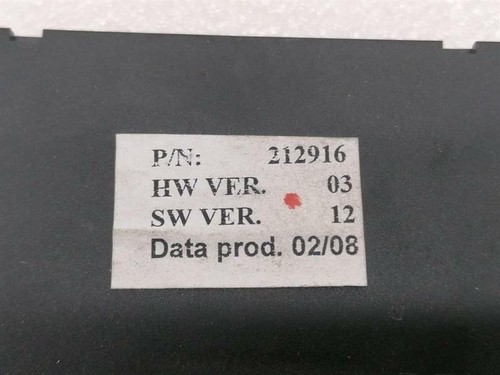 P/N: 212916
HW VER. 03
SW VER. 12
Data prod. 02/08